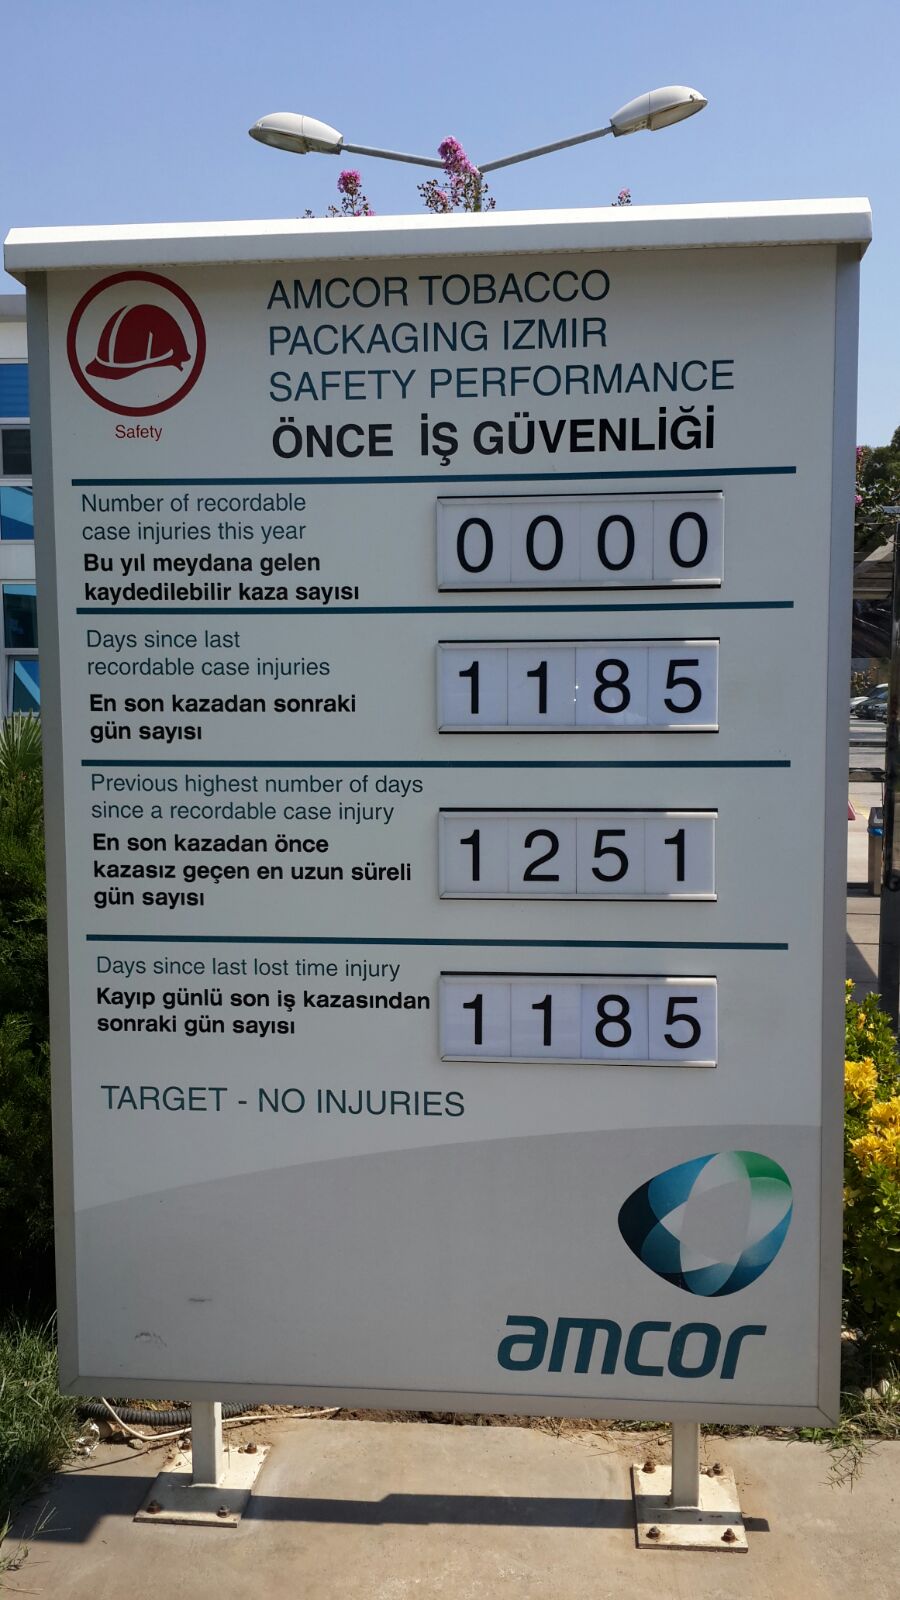 Safety
AMCOR TOBACCO
PACKAGING IZMIR
SAFETY PERFORMANCE
ÖNCE İŞ GÜVENLİĞİ
Number of recordable
case injuries this year
Bu yıl meydana gelen
kaydedilebilir kaza sayısı
0000
Days since last
recordable case injuries
En son kazadan sonraki
gün sayısı
1185
Previous highest number of days
since a recordable case injury
En son kazadan önce
kazasız geçen en uzun süreli
gün sayısı
1251
Days since last lost time injury
Kayıp günlü son iş kazasından
sonraki gün sayısı
1185
TARGET - NO INJURIES
amcor